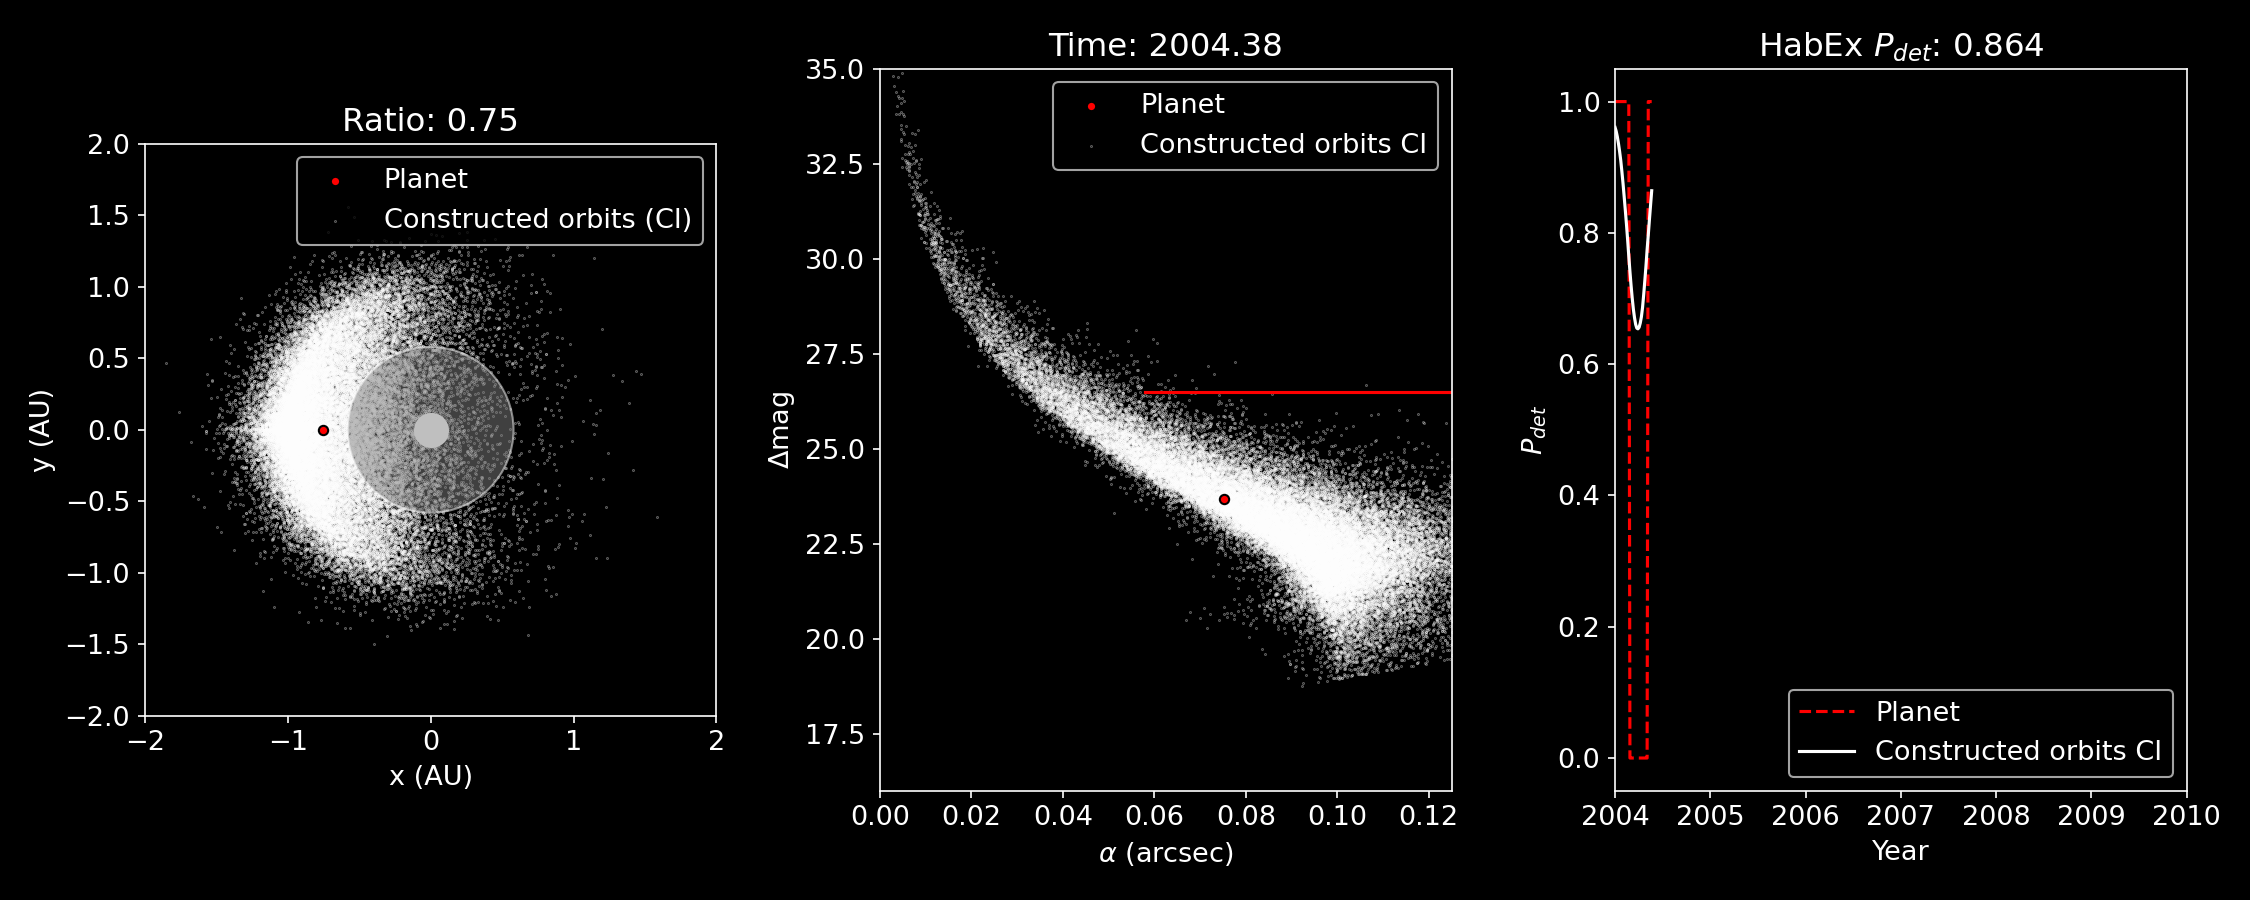 Ratio: 0.75
2.0
1.5
1.0
0.5
0.0
−0.5
−1.0
−1.5
−2.0
−2
−1
0
1
2
x (AU)
y (AU)
Planet
Constructed orbits (CI)
Time: 2004.38
35.0
32.5
30.0
27.5
25.0
22.5
20.0
17.5
0.00
0.02
0.04
0.06
0.08
0.10
0.12
α (arcsec)
Δmag
Planet
Constructed orbits CI
HabEx P_det: 0.864
1.0
0.8
0.6
0.4
0.2
0.0
2004
2005
2006
2007
2008
2009
2010
Year
P_det
Planet
Constructed orbits CI